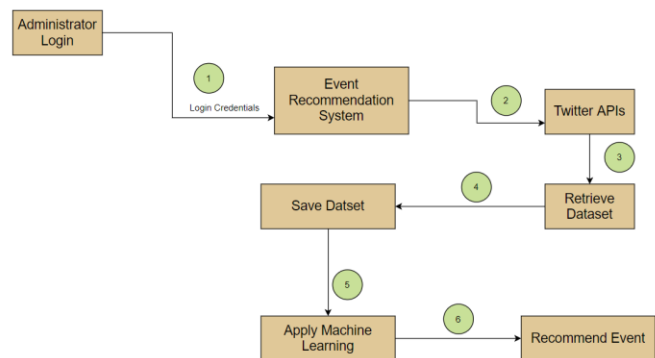 Administrator
Login
1
Login Credentials
Event
Recommendation
System
2
Twitter APIs
3
Retrieve
Dataset
4
Save Datset
5
Apply Machine
Learning
6
Recommend Event